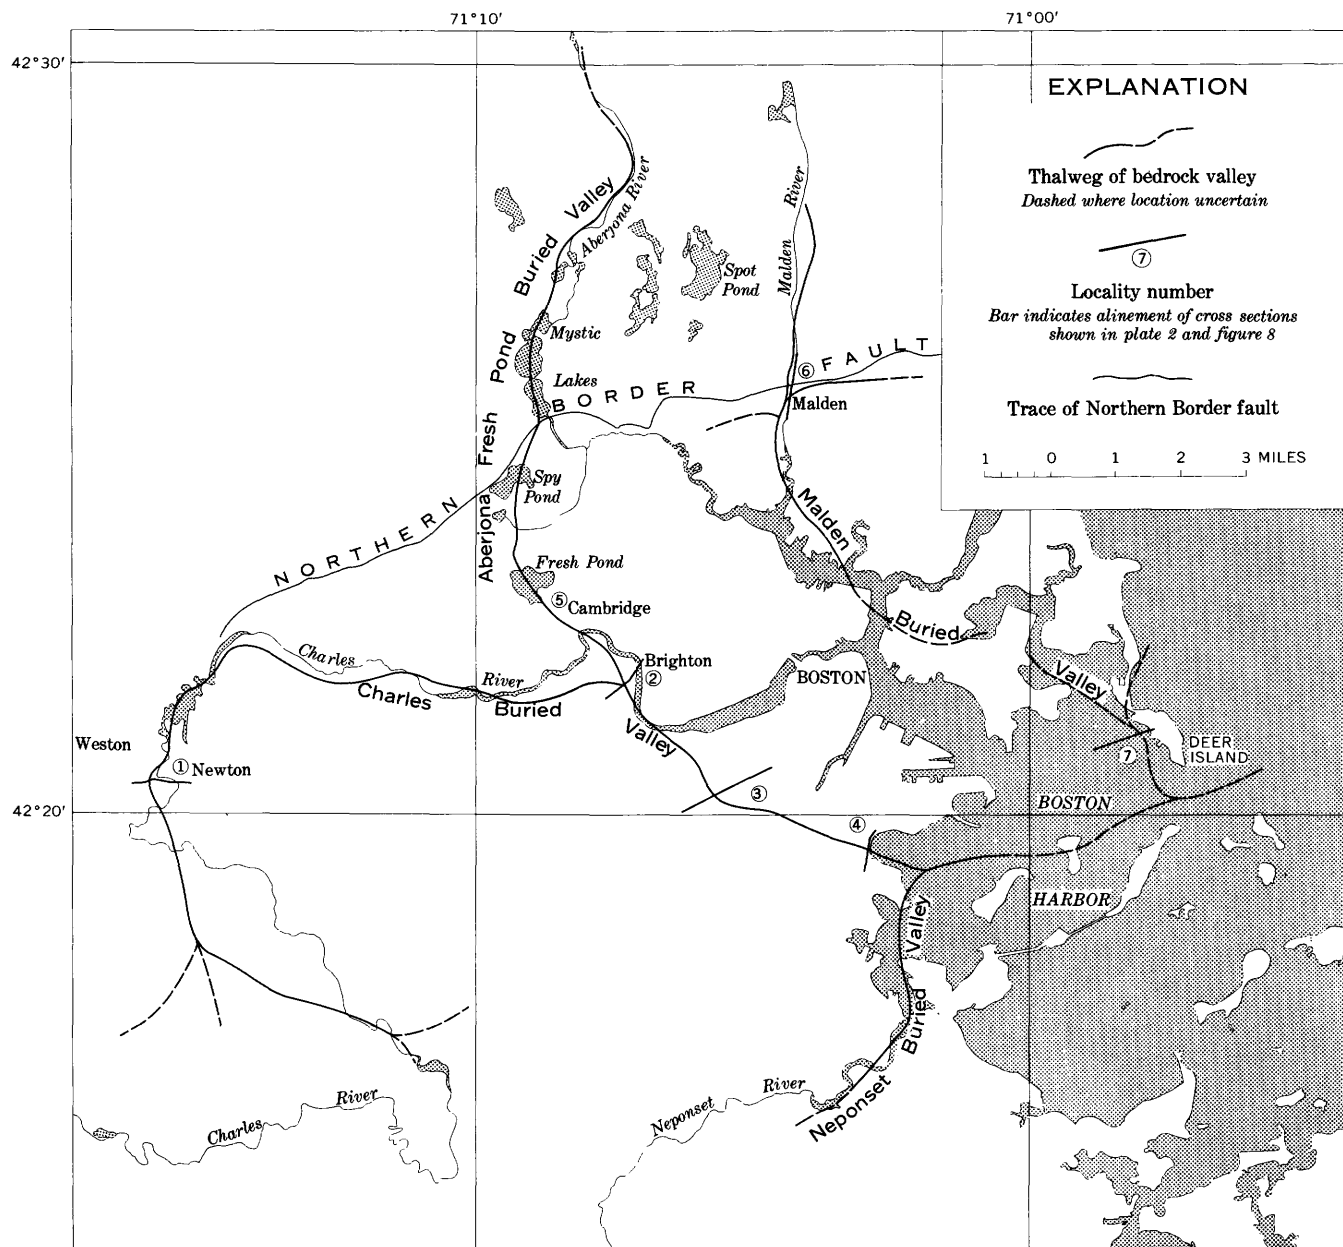 71°10'
71°00'
42°30'
EXPLANATION
Thalweg of bedrock valley
Dashed where location uncertain
7
Locality number
Bar indicates alinement of cross sections
shown in plate 2 and figure 8
Trace of Northern Border fault
1 0 1 2 3 MILES
Aberjona Fresh Pond Buried Valley
Aberjona River
Spot
Pond
Malden River
Mystic
Lakes
NORTHERN BORDER FAULT
6
Malden
Spy
Pond
Malden Buried Valley
Fresh Pond
5
Cambridge
Charles River
Charles Buried Valley
Brighton
2
BOSTON
Weston
1
Newton
DEER
ISLAND
7
3
42°20'
BOSTON
4
HARBOR
Neponset Buried Valley
Neponset River
Charles River